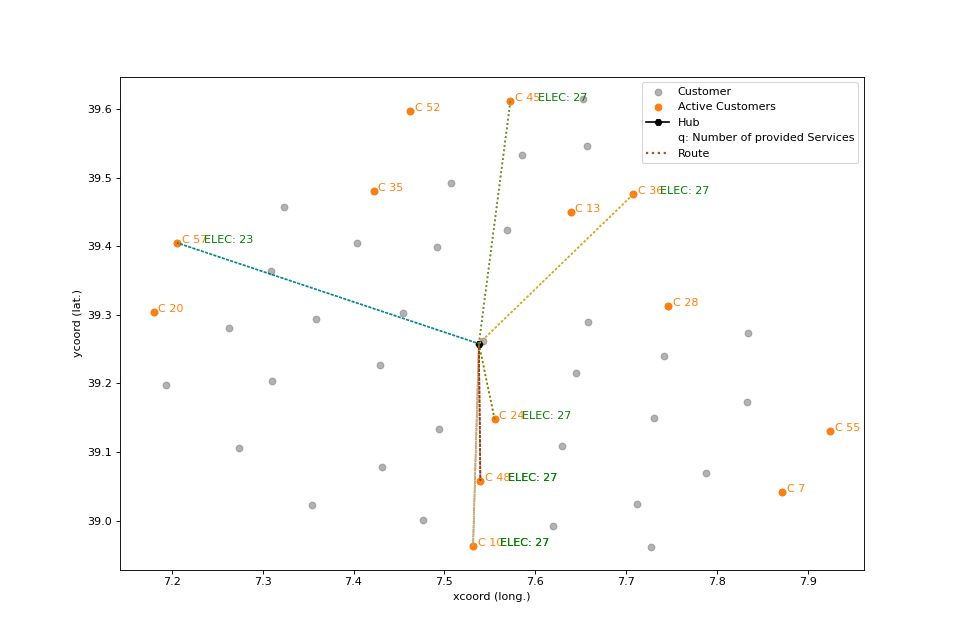 Customer
Active Customers
Hub
q: Number of provided Services
Route
C 45 ELEC: 27
C 52
C 35
C 36 ELEC: 27
C 13
C 57 ELEC: 23
C 20
C 28
C 24 ELEC: 27
C 55
C 48 ELEC: 27
C 7
C 10 ELEC: 27
39.6
39.5
39.4
39.3
39.2
39.1
39.0
ycoord (lat.)
7.2 7.3 7.4 7.5 7.6 7.7 7.8 7.9
xcoord (long.)